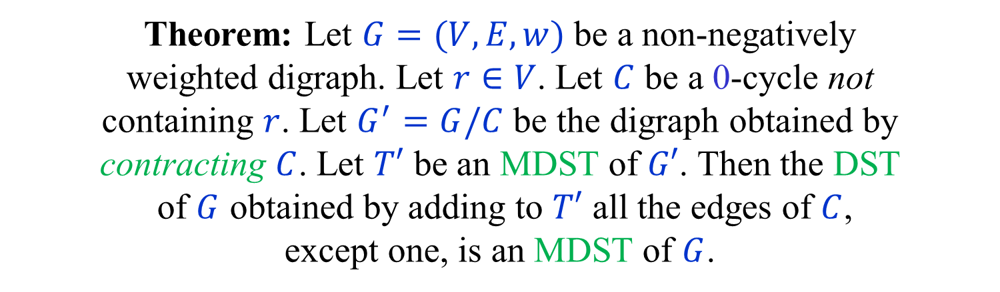 Theorem: Let G = (V, E, w) be a non-negatively
weighted digraph. Let r ∈ V. Let C be a 0-cycle not
containing r. Let G′ = G/C be the digraph obtained by
contracting C. Let T′ be an MDST of G′. Then the DST
of G obtained by adding to T′ all the edges of C,
except one, is an MDST of G.